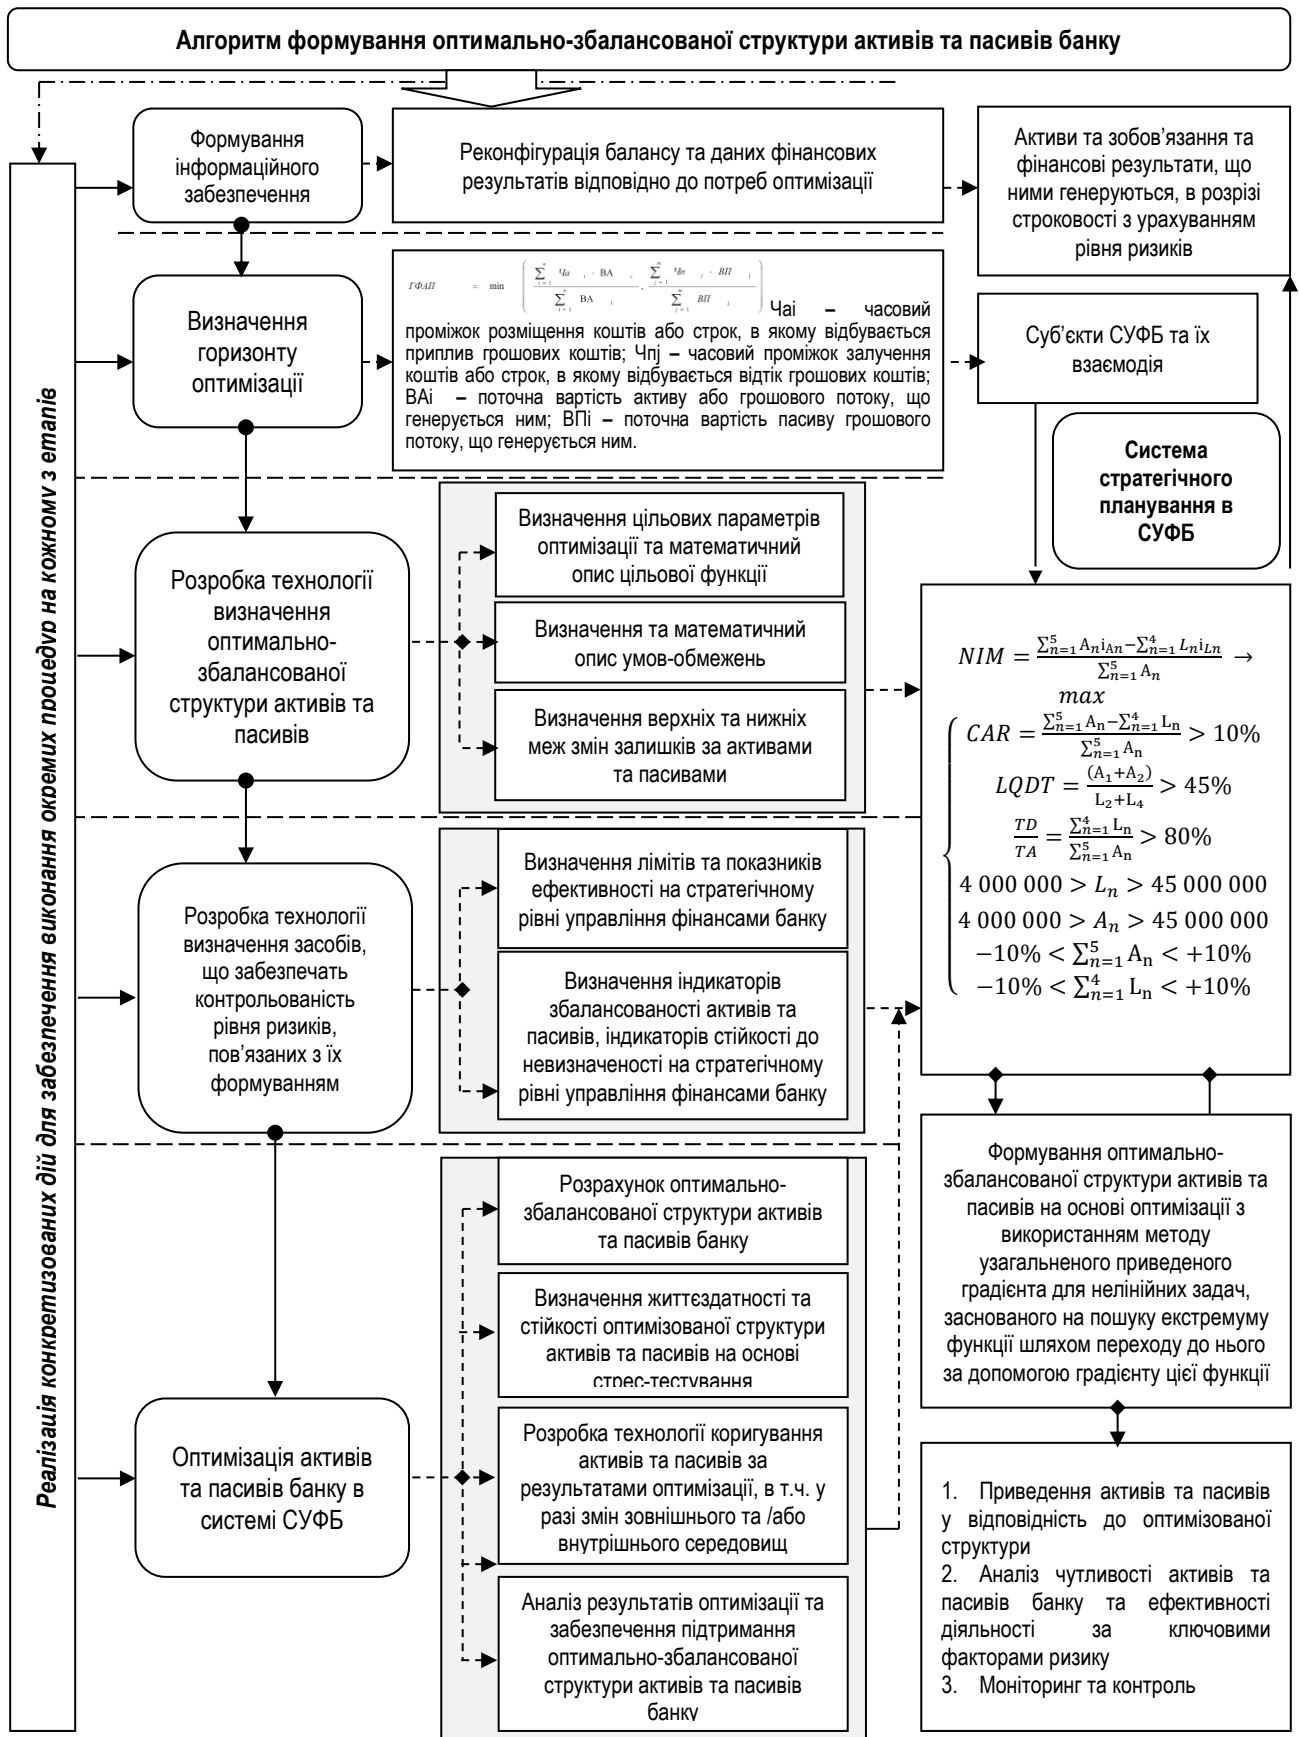 Алгоритм формування оптимально-збалансованої структури активів та пасивів банку
Реалізація конкретизованих дій для забезпечення виконання окремих процедур на кожному з етапів
Формування
інформаційного
забезпечення
Реконфігурація балансу та даних фінансових
результатів відповідно до потреб оптимізації
Активи та зобов’язання та
фінансові результати, що
ними генеруються, в розрізі
строковості з урахуванням
рівня ризиків
Визначення
горизонту
оптимізації
ГФАП = min ( ∑ⁿᵢ₌₁ Чаᵢ · ВАᵢ / ∑ⁿᵢ₌₁ ВАᵢ , ∑ᵐⱼ₌₁ Чпⱼ · ВПⱼ / ∑ᵐⱼ₌₁ ВПⱼ ) Чаі – часовий
проміжок розміщення коштів або строк, в якому відбувається
приплив грошових коштів; Чпj – часовий проміжок залучення
коштів або строк, в якому відбувається відтік грошових коштів;
ВАі – поточна вартість активу або грошового потоку, що
генерується ним; ВПі – поточна вартість пасиву грошового
потоку, що генерується ним.
Суб’єкти СУФБ та їх
взаємодія
Система
стратегічного
планування в
СУФБ
Розробка технології
визначення
оптимально-
збалансованої
структури активів та
пасивів
Визначення цільових параметрів
оптимізації та математичний
опис цільової функції
Визначення та математичний
опис умов-обмежень
Визначення верхніх та нижніх
меж змін залишків за активами
та пасивами
NIM = (∑⁵ₙ₌₁ Aₙi_An − ∑⁴ₙ₌₁ Lₙi_Ln) / ∑⁵ₙ₌₁ Aₙ →
max
CAR = (∑⁵ₙ₌₁ Aₙ − ∑⁴ₙ₌₁ Lₙ) / ∑⁵ₙ₌₁ Aₙ > 10%
LQDT = (A₁+A₂) / L₂+L₄ > 45%
TD / TA = ∑⁴ₙ₌₁ Lₙ / ∑⁵ₙ₌₁ Aₙ > 80%
4 000 000 > Lₙ > 45 000 000
4 000 000 > Aₙ > 45 000 000
−10% < ∑⁵ₙ₌₁ Aₙ < +10%
−10% < ∑⁴ₙ₌₁ Lₙ < +10%
Розробка технології
визначення засобів,
що забезпечать
контрольованість
рівня ризиків,
пов’язаних з їх
формуванням
Визначення лімітів та показників
ефективності на стратегічному
рівні управління фінансами банку
Визначення індикаторів
збалансованості активів та
пасивів, індикаторів стійкості до
невизначеності на стратегічному
рівні управління фінансами банку
Формування оптимально-
збалансованої структури активів та
пасивів на основі оптимізації з
використанням методу
узагальненого приведеного
градієнта для нелінійних задач,
заснованого на пошуку екстремуму
функції шляхом переходу до нього
за допомогою градієнту цієї функції
Оптимізація активів
та пасивів банку в
системі СУФБ
Розрахунок оптимально-
збалансованої структури активів
та пасивів банку
Визначення життєздатності та
стійкості оптимізованої структури
активів та пасивів на основі
стрес-тестування
Розробка технології коригування
активів та пасивів за
результатами оптимізації, в т.ч. у
разі змін зовнішнього та /або
внутрішнього середовищ
Аналіз результатів оптимізації та
забезпечення підтримання
оптимально-збалансованої
структури активів та пасивів
банку
1. Приведення активів та пасивів
у відповідність до оптимізованої
структури
2. Аналіз чутливості активів та
пасивів банку та ефективності
діяльності за ключовими
факторами ризику
3. Моніторинг та контроль